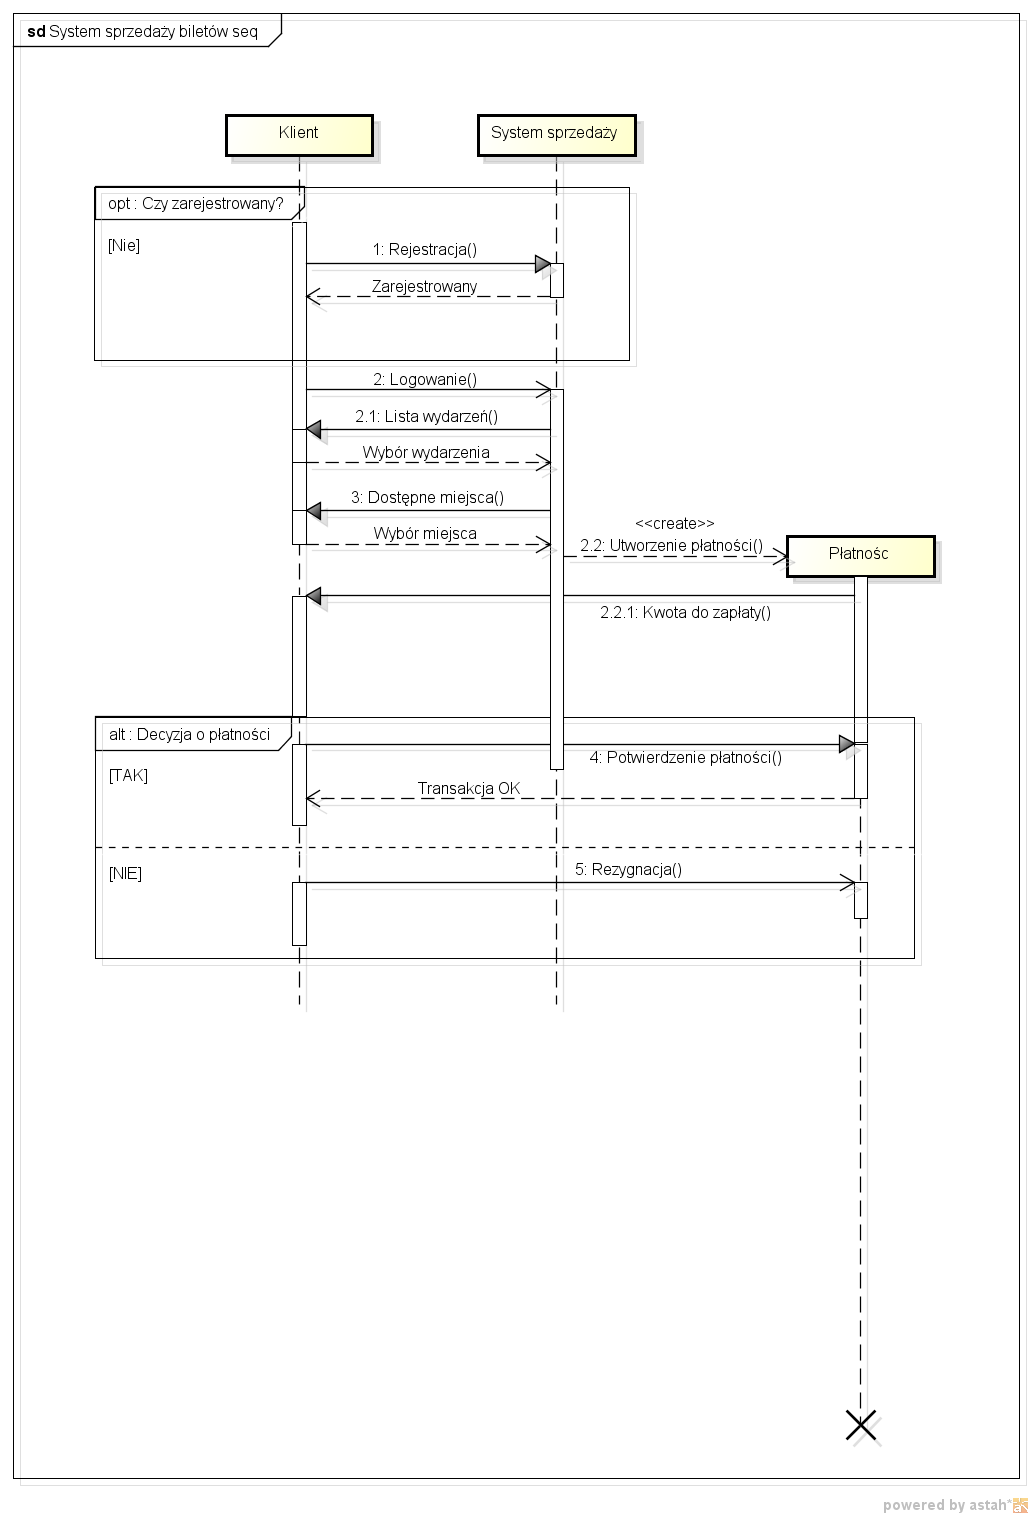 sd System sprzedaży biletów seq
Klient
System sprzedaży
opt : Czy zarejestrowany?
[Nie]
1: Rejestracja()
Zarejestrowany
2: Logowanie()
2.1: Lista wydarzeń()
Wybór wydarzenia
3: Dostępne miejsca()
Wybór miejsca
<<create>>
2.2: Utworzenie płatności()
Płatnośc
2.2.1: Kwota do zapłaty()
alt : Decyzja o płatności
[TAK]
4: Potwierdzenie płatności()
Transakcja OK
[NIE]
5: Rezygnacja()
powered by astah*